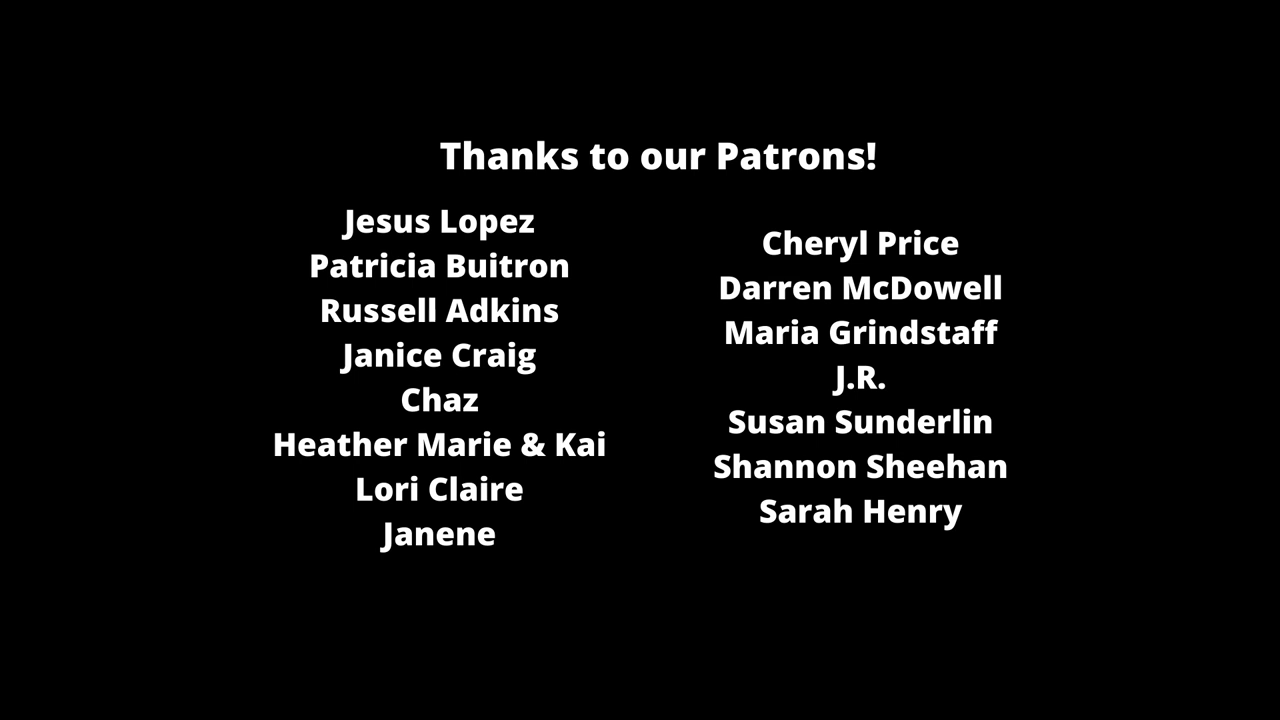 Thanks to our Patrons!
Jesus Lopez
Patricia Buitron
Russell Adkins
Janice Craig
Chaz
Heather Marie & Kai
Lori Claire
Janene
Cheryl Price
Darren McDowell
Maria Grindstaff
J.R.
Susan Sunderlin
Shannon Sheehan
Sarah Henry